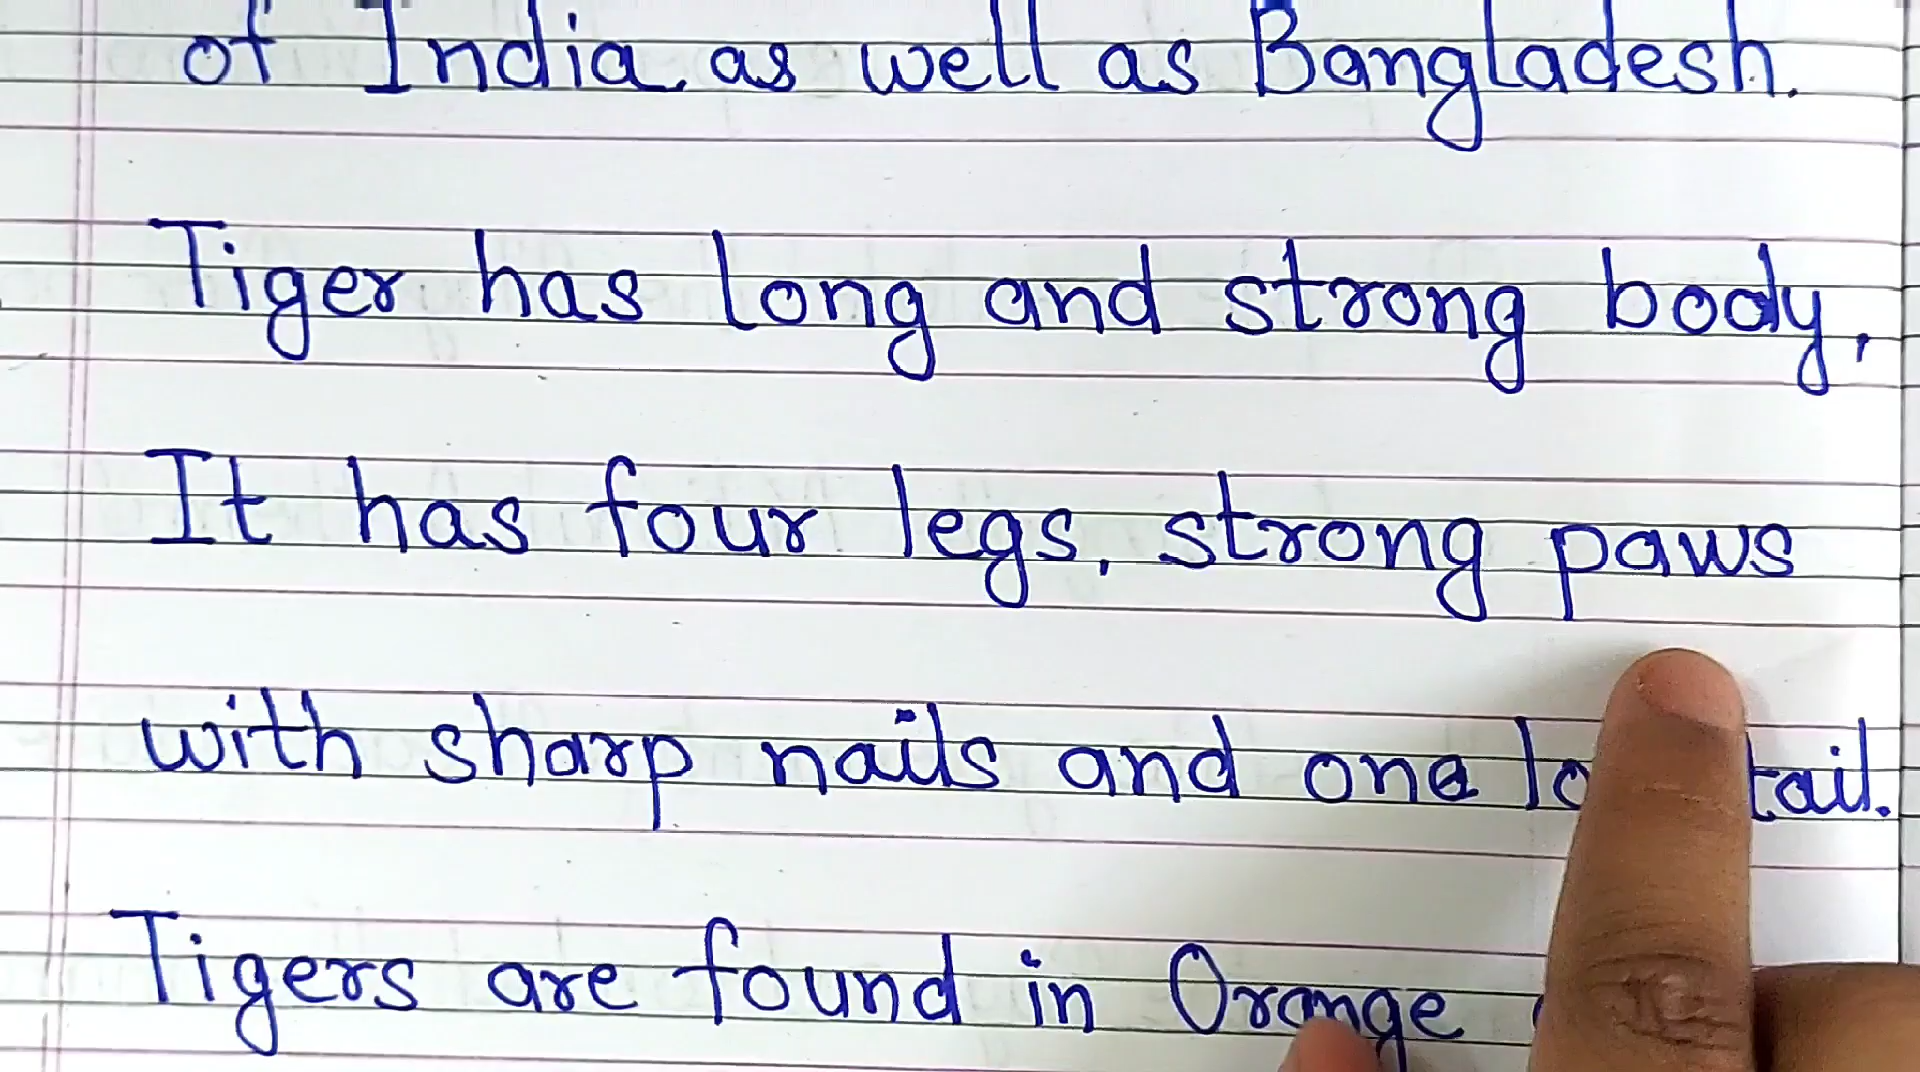 of India as well as Bangladesh.
Tiger has long and strong body,
It has four legs, strong paws
with sharp nails and one tail.
Tigers are found in Orange